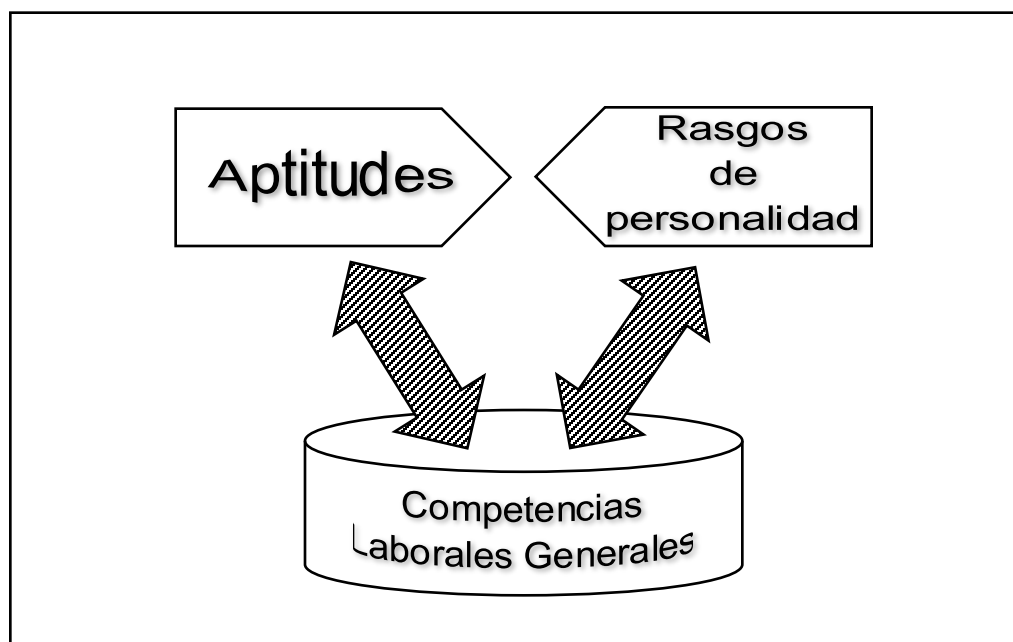 Aptitudes
Rasgos
de
personalidad
Competencias
Laborales Generales